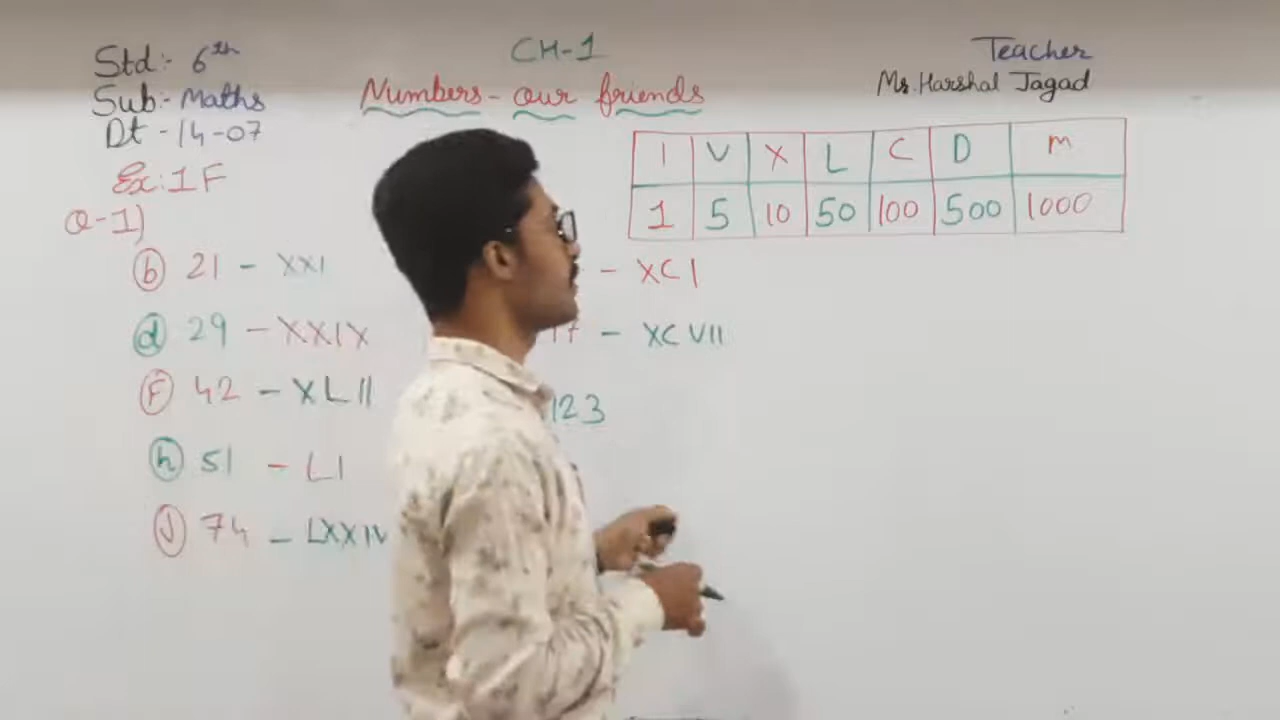 Std:- 6th
Sub:- Maths
Dt - 14-07
CH-1
Numbers - our friends
Teacher
Mr. Harshal Jagad
Ex: 1F
Q-1)
I V X L C D M
1 5 10 50 100 500 1000
(b) 21 - XXI
(d) 29 - XXIX
(F) 42 - XLII
(h) 51 - LI
(J) 74 - LXXIV
- XCI
- XCVII
123